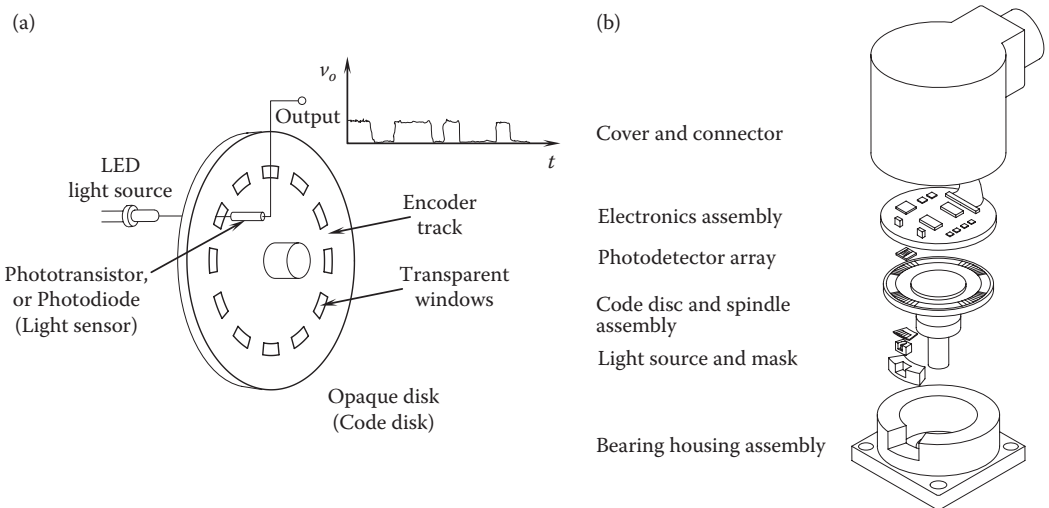 (a)
v_o
Output
t
LED
light source
Encoder
track
Phototransistor,
or Photodiode
(Light sensor)
Transparent
windows
Opaque disk
(Code disk)
(b)
Cover and connector
Electronics assembly
Photodetector array
Code disc and spindle
assembly
Light source and mask
Bearing housing assembly